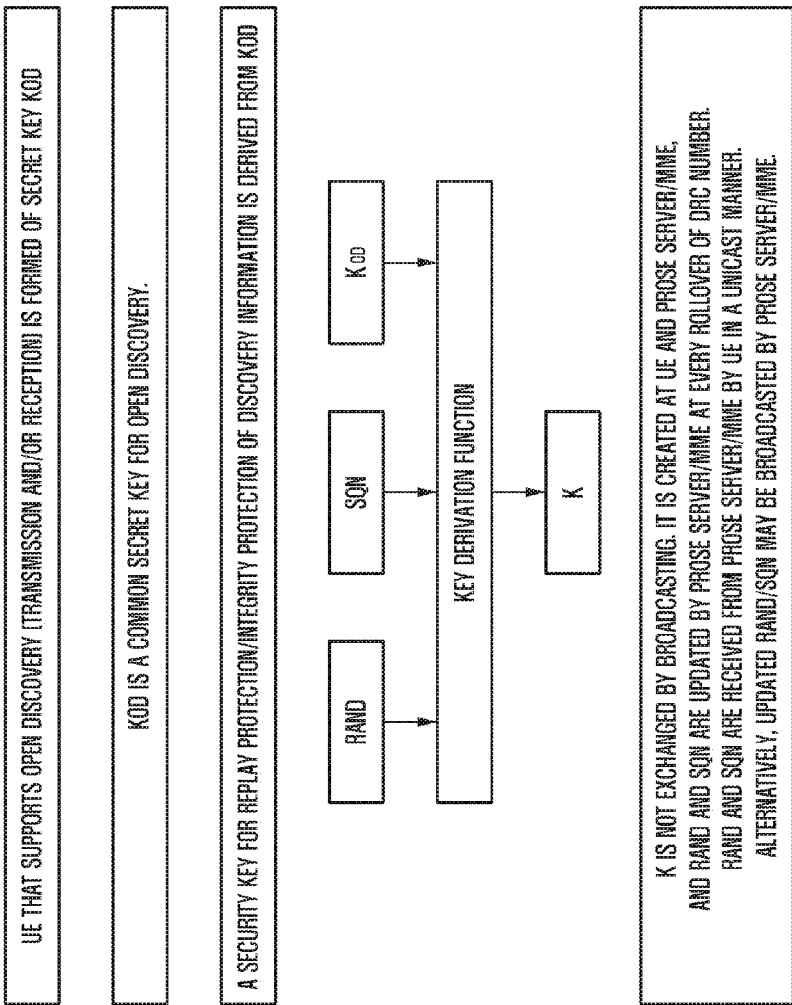 UE THAT SUPPORTS OPEN DISCOVERY (TRANSMISSION AND/OR RECEPTION) IS FORMED OF SECRET KEY KOD
KOD IS A COMMON SECRET KEY FOR OPEN DISCOVERY.
A SECURITY KEY FOR REPLAY PROTECTION/INTEGRITY PROTECTION OF DISCOVERY INFORMATION IS DERIVED FROM KOD
RAND
SQN
KOD
KEY DERIVATION FUNCTION
K
K IS NOT EXCHANGED BY BROADCASTING. IT IS CREATED AT UE AND PROSE SERVER/MME,
AND RAND AND SQN ARE UPDATED BY PROSE SERVER/MME AT EVERY ROLLOVER OF DRC NUMBER.
RAND AND SQN ARE RECEIVED FROM PROSE SERVER/MME BY UE IN A UNICAST MANNER.
ALTERNATIVELY, UPDATED RAND/SQN MAY BE BROADCASTED BY PROSE SERVER/MME.